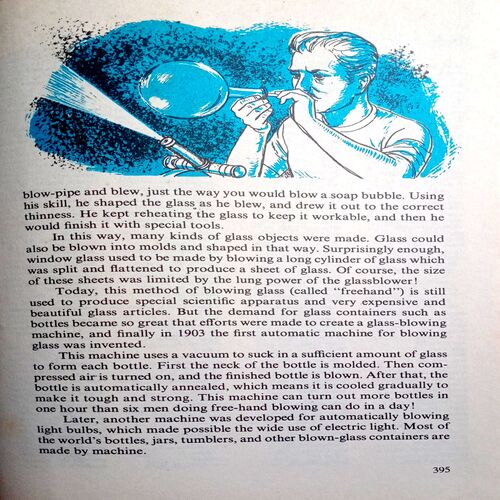 blow-pipe and blew, just the way you would blow a soap bubble. Using
his skill, he shaped the glass as he blew, and drew it out to the correct
thinness. He kept reheating the glass to keep it workable, and then he
would finish it with special tools.
In this way, many kinds of glass objects were made. Glass could
also be blown into molds and shaped in that way. Surprisingly enough,
window glass used to be made by blowing a long cylinder of glass which
was split and flattened to produce a sheet of glass. Of course, the size
of these sheets was limited by the lung power of the glassblower!
Today, this method of blowing glass (called "freehand") is still
used to produce special scientific apparatus and very expensive and
beautiful glass articles. But the demand for glass containers such as
bottles became so great that efforts were made to create a glass-blowing
machine, and finally in 1903 the first automatic machine for blowing
glass was invented.
This machine uses a vacuum to suck in a sufficient amount of glass
to form each bottle. First the neck of the bottle is molded. Then com-
pressed air is turned on, and the finished bottle is blown. After that, the
bottle is automatically annealed, which means it is cooled gradually to
make it tough and strong. This machine can turn out more bottles in
one hour than six men doing free-hand blowing can do in a day!
Later, another machine was developed for automatically blowing
light bulbs, which made possible the wide use of electric light. Most of
the world's bottles, jars, tumblers, and other blown-glass containers are
made by machine.
395